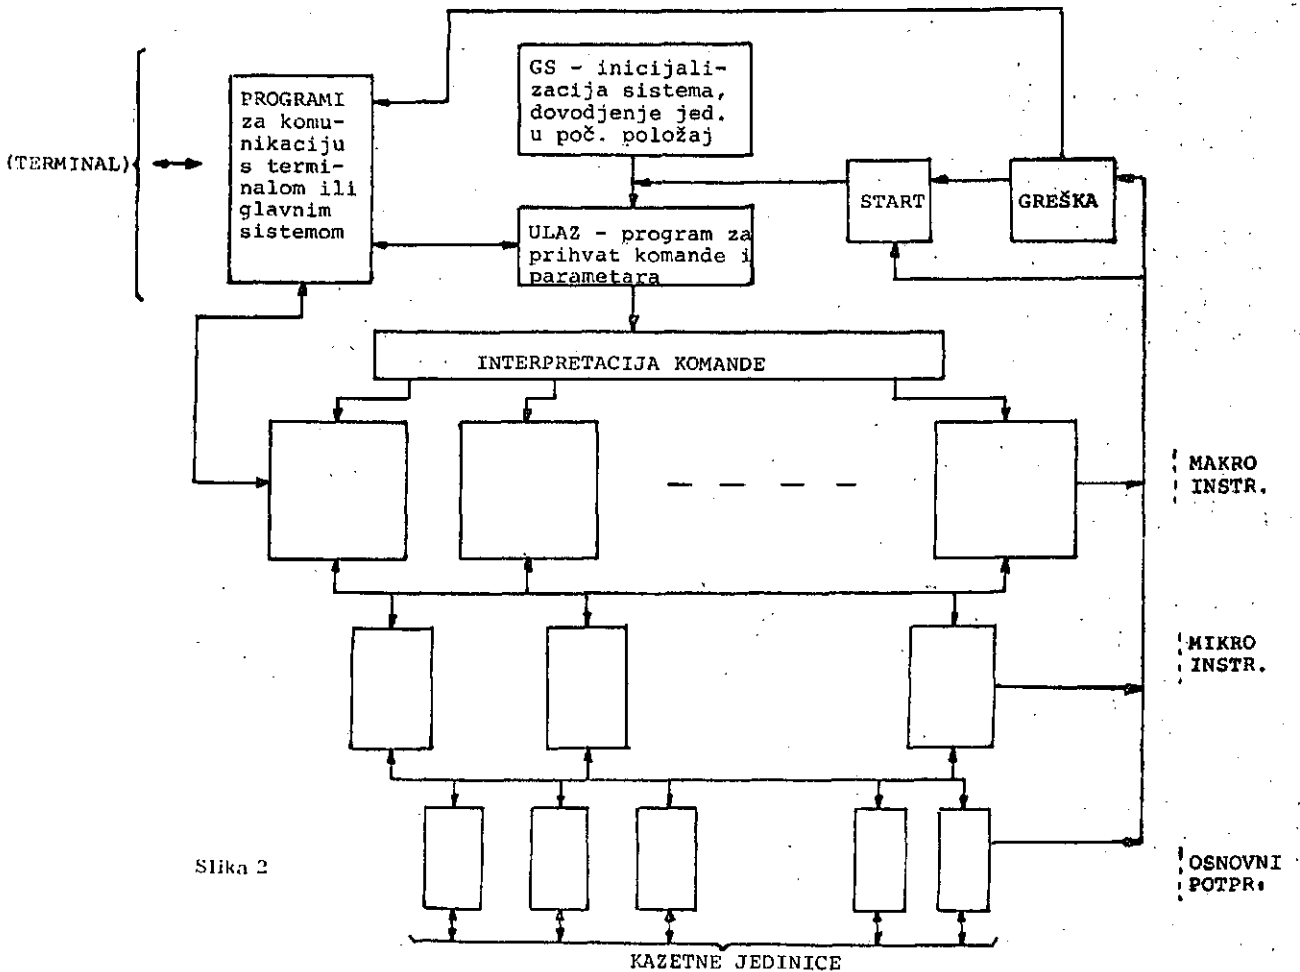 GS - inicijali-
zacija sistema,
dovodjenje jed.
u poč. položaj
PROGRAMI
za komu-
nikaciju
s termi-
nalom ili
glavnim
sistemom
(TERMINAL)
START
GREŠKA
ULAZ - program za
prihvat komande i
parametara
INTERPRETACIJA KOMANDE
MAKRO
INSTR.
MIKRO
INSTR.
OSNOVNI
POTPR.
Slika 2
KAZETNE JEDINICE